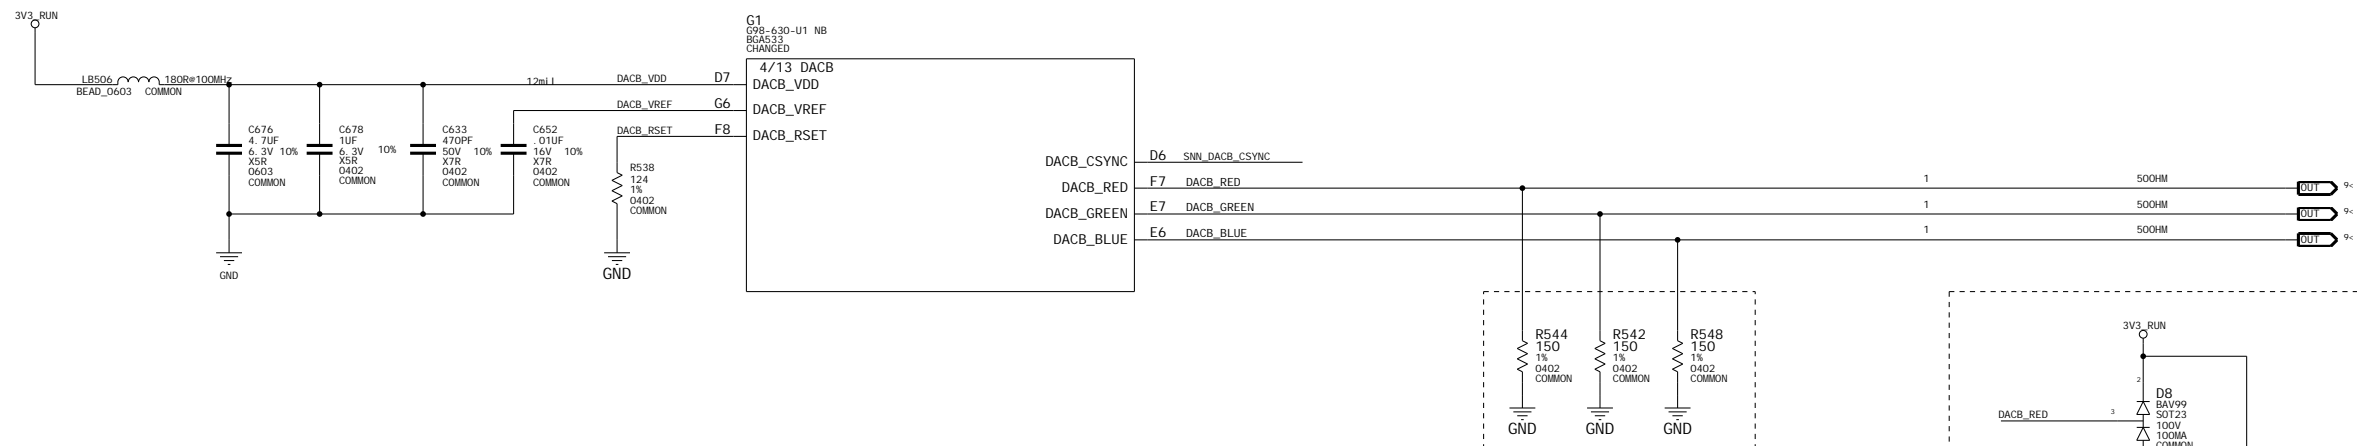 3V3_RUN
G1
G98-630-U1 NB
BGA533
CHANGED
LB506 180R@100MHz
BEAD_0603 COMMON
12mil
DACB_VDD D7
DACB_VREF G6
DACB_RSET F8
4/13 DACB
DACB_VDD
DACB_VREF
DACB_RSET
C676
4.7UF
6.3V 10%
X5R
0603
COMMON
C678
1UF
6.3V 10%
X5R
0402
COMMON
C633
470PF
50V 10%
X7R
0402
COMMON
C652
.01UF
16V 10%
X7R
0402
COMMON
R538
124
1%
0402
COMMON
GND
GND
DACB_CSYNC D6 SNN_DACB_CSYNC
DACB_RED F7 DACB_RED 1 50OHM OUT 9<
DACB_GREEN E7 DACB_GREEN 1 50OHM OUT 9<
DACB_BLUE E6 DACB_BLUE 1 50OHM OUT 9<
R544
150
1%
0402
COMMON
R542
150
1%
0402
COMMON
R548
150
1%
0402
COMMON
GND
GND
GND
3V3_RUN
2
D8
BAV99
SOT23
100V
100MA
COMMON
DACB_RED 3